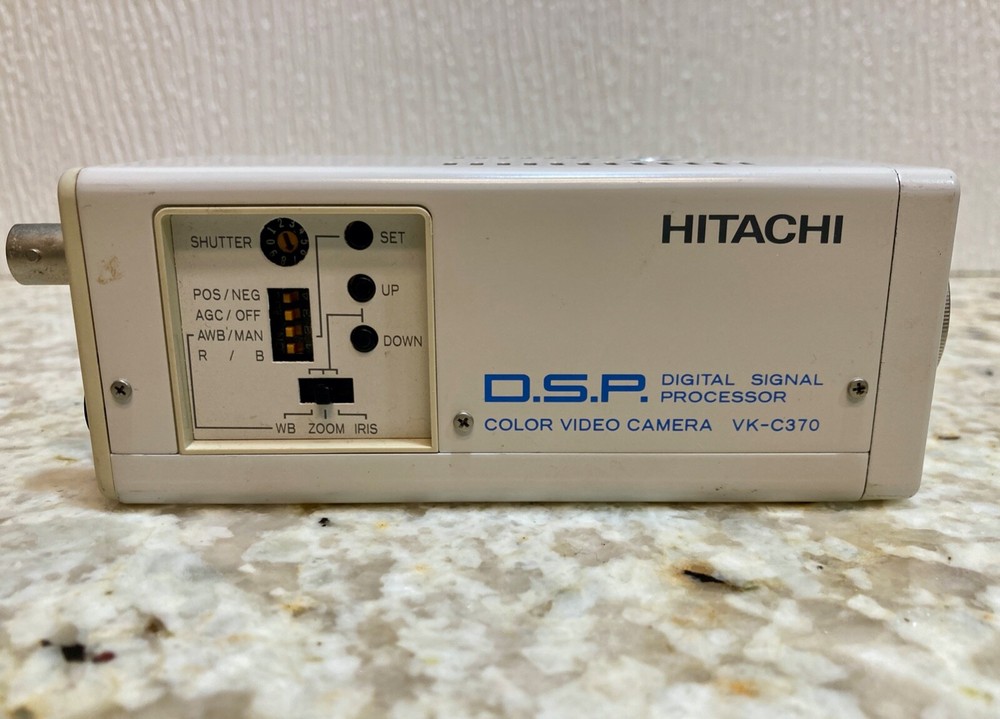 HITACHI
SHUTTER
SET
UP
DOWN
POS/NEG
AGC/OFF
AWB/MAN
R / B
WB ZOOM IRIS
D.S.P. DIGITAL SIGNAL
PROCESSOR
COLOR VIDEO CAMERA VK-C370